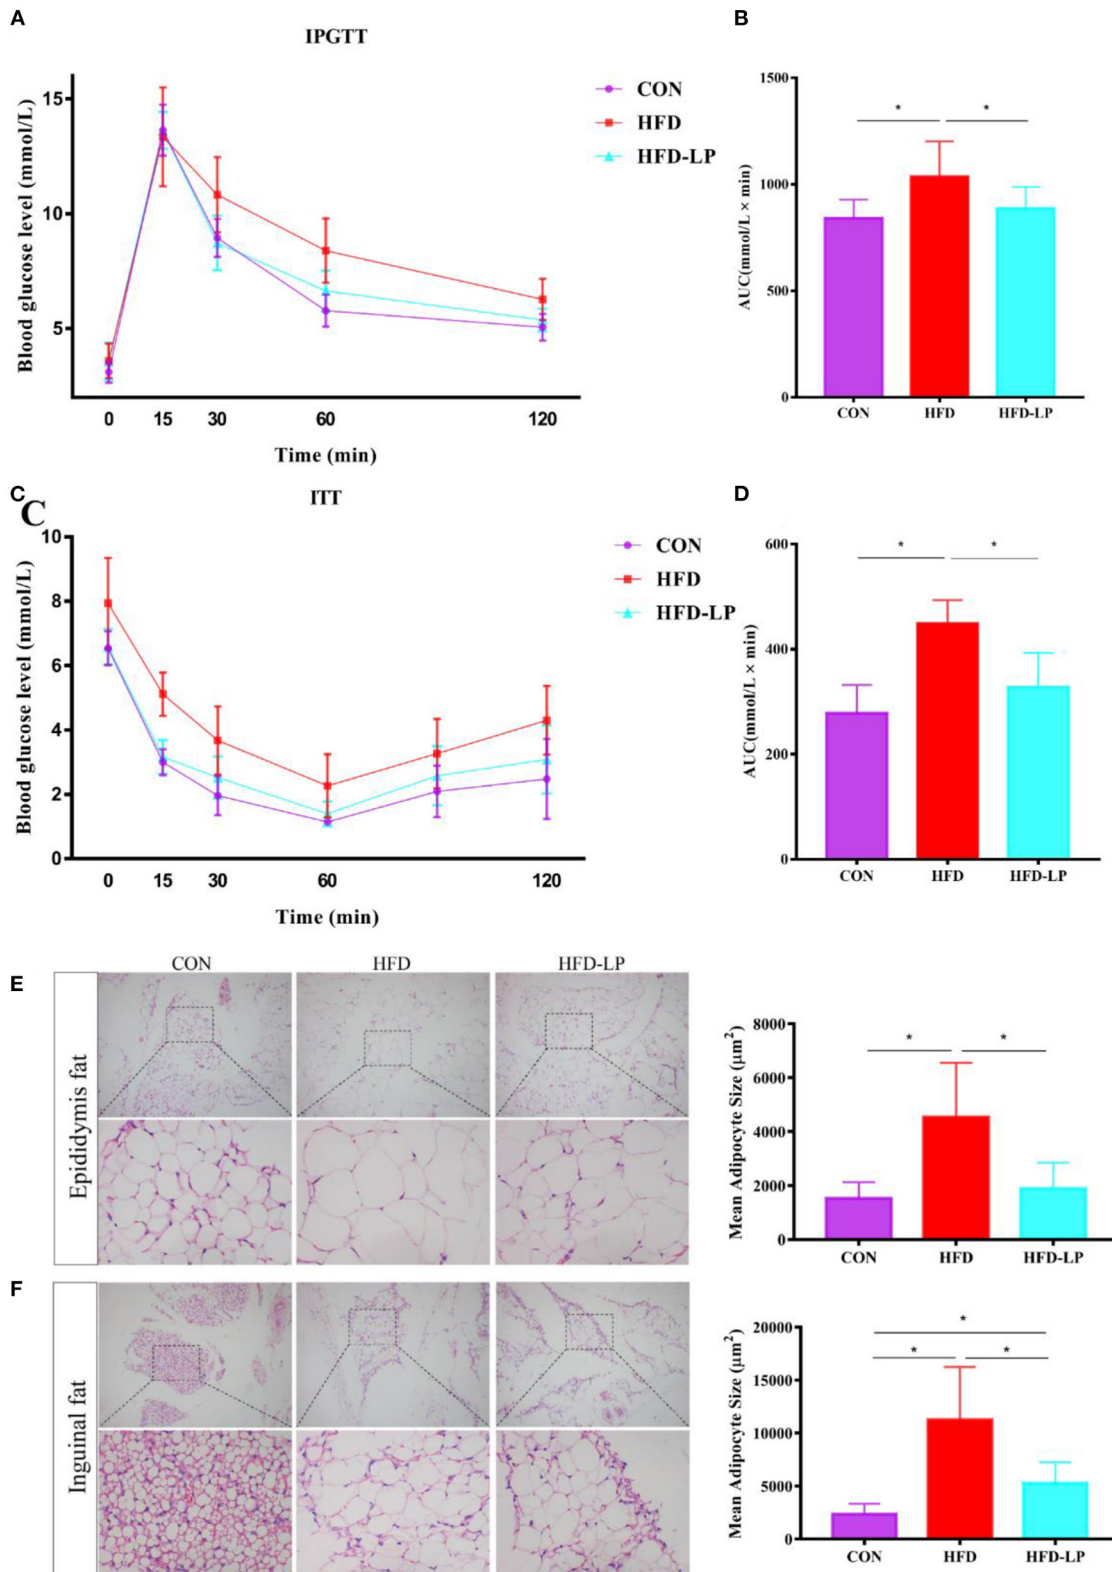 A
IPGTT
Blood glucose level (mmol/L)
15
10
5
0 15 30 60 120
Time (min)
CON
HFD
HFD-LP
B
AUC(mmol/L × min)
1500
1000
500
0
* *
CON HFD HFD-LP
C
C
ITT
Blood glucose level (mmol/L)
10
8
6
4
2
0
0 15 30 60 120
Time (min)
CON
HFD
HFD-LP
D
AUC(mmol/L × min)
600
400
200
0
* *
CON HFD HFD-LP
E
CON HFD HFD-LP
Epididymis fat
Mean Adipocyte Size (μm²)
8000
6000
4000
2000
0
* *
CON HFD HFD-LP
F
Inguinal fat
Mean Adipocyte Size (μm²)
20000
15000
10000
5000
0
*
* *
CON HFD HFD-LP